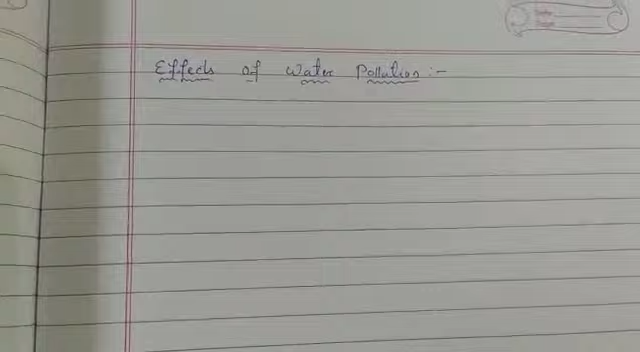 Effects of Water Pollution :-